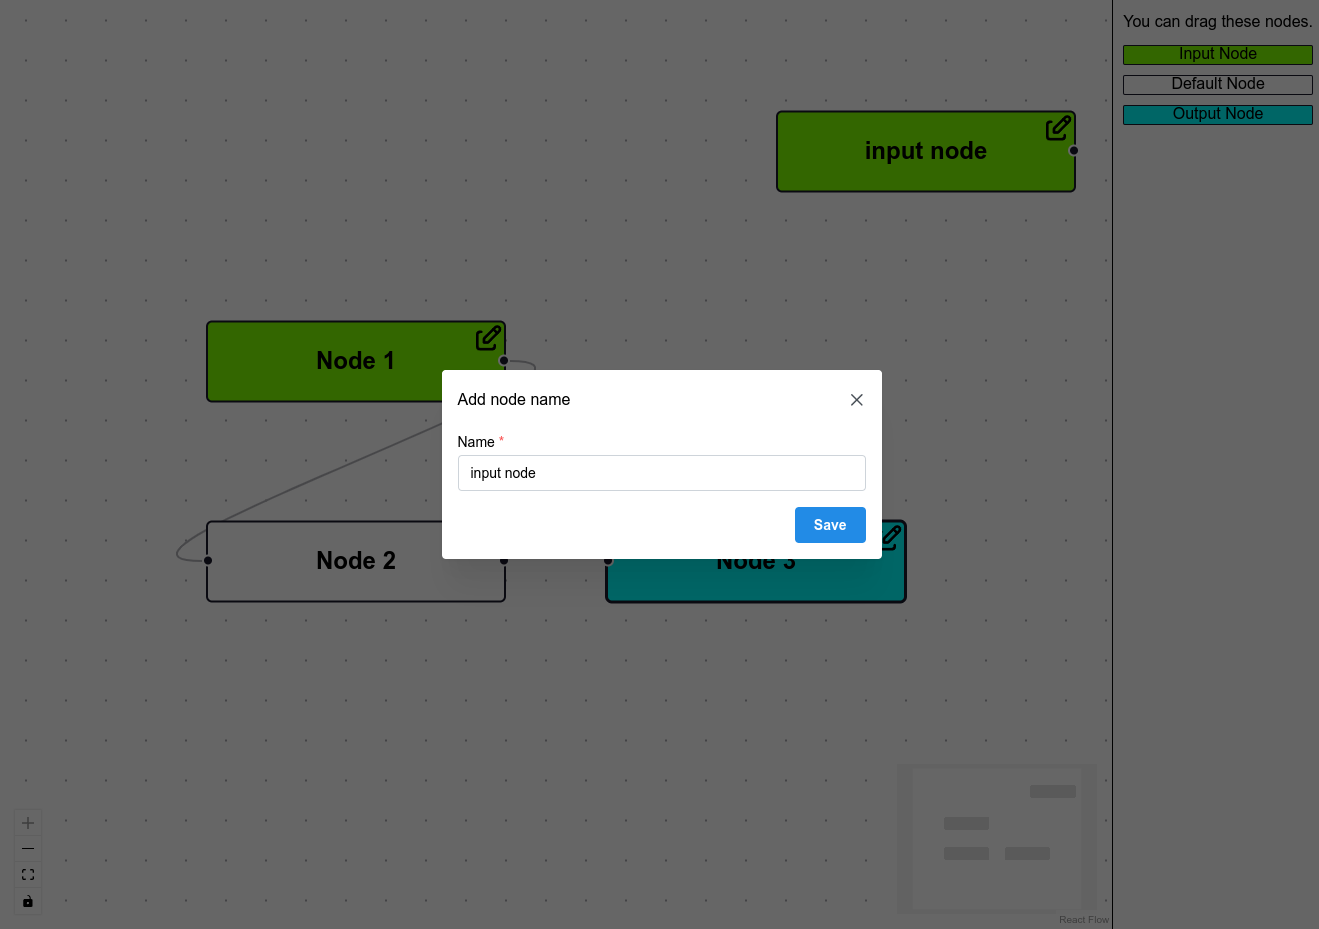 You can drag these nodes.
Input Node
Default Node
Output Node
input node
Node 1
Add node name
Name *
input node
Save
Node 2
Node 3
React Flow